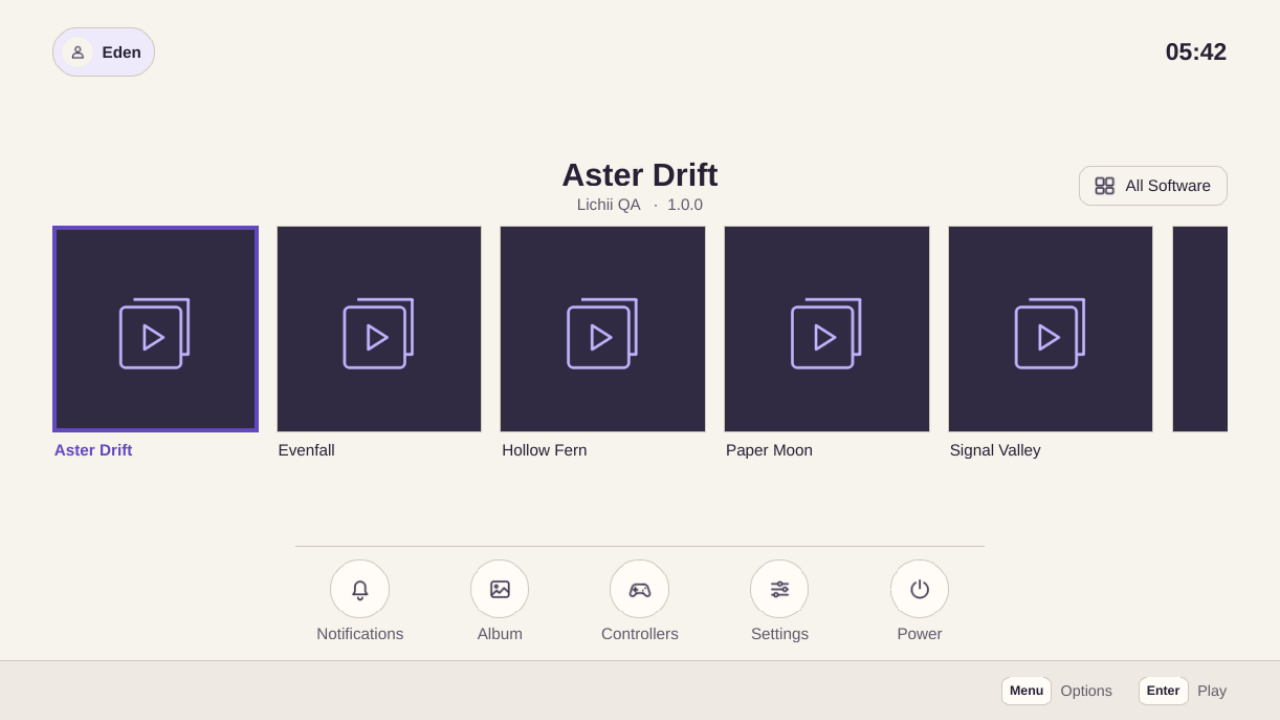 Eden
05:42
Aster Drift
Lichii QA · 1.0.0
All Software
Aster Drift
Evenfall
Hollow Fern
Paper Moon
Signal Valley
Notifications
Album
Controllers
Settings
Power
Menu Options
Enter Play